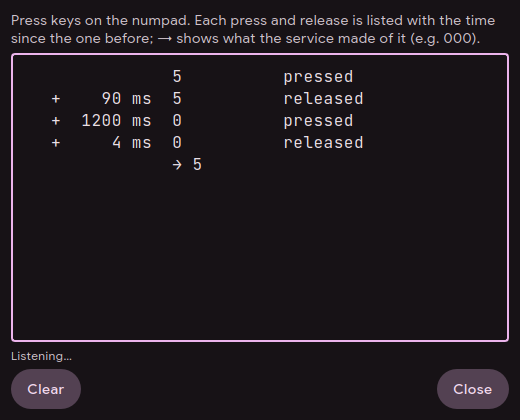 Press keys on the numpad. Each press and release is listed with the time
since the one before; → shows what the service made of it (e.g. 000).
5 pressed
+ 90 ms 5 released
+ 1200 ms 0 pressed
+ 4 ms 0 released
→ 5
Listening...
Clear Close